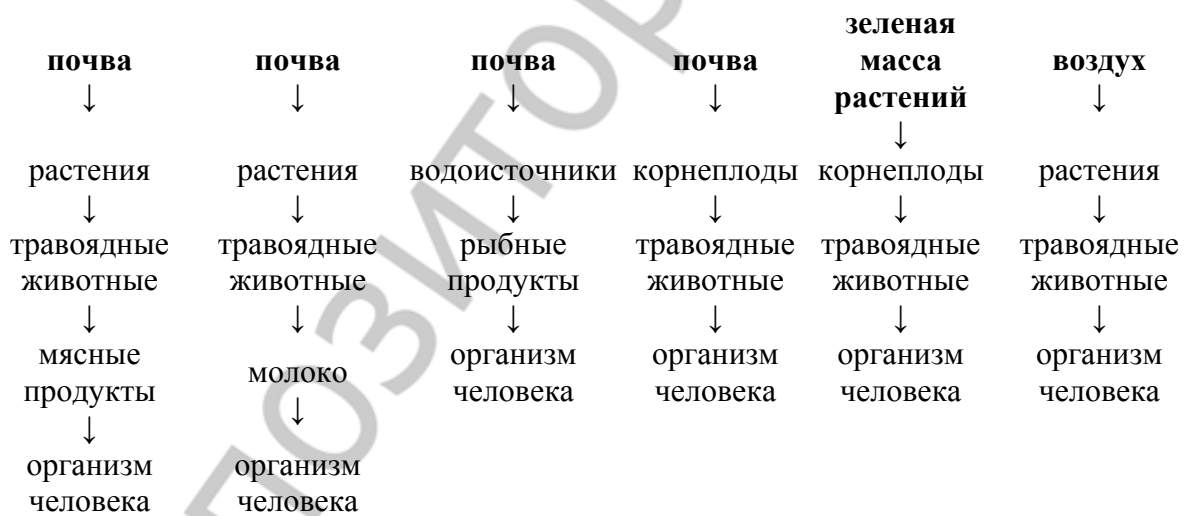 почва
↓
растения
↓
травоядные
животные
↓
мясные
продукты
↓
организм
человека
почва
↓
растения
↓
травоядные
животные
↓
молоко
↓
организм
человека
почва
↓
водоисточники
↓
рыбные
продукты
↓
организм
человека
почва
↓
корнеплоды
↓
травоядные
животные
↓
организм
человека
зеленая
масса
растений
↓
корнеплоды
↓
травоядные
животные
↓
организм
человека
воздух
↓
растения
↓
травоядные
животные
↓
организм
человека
позитор